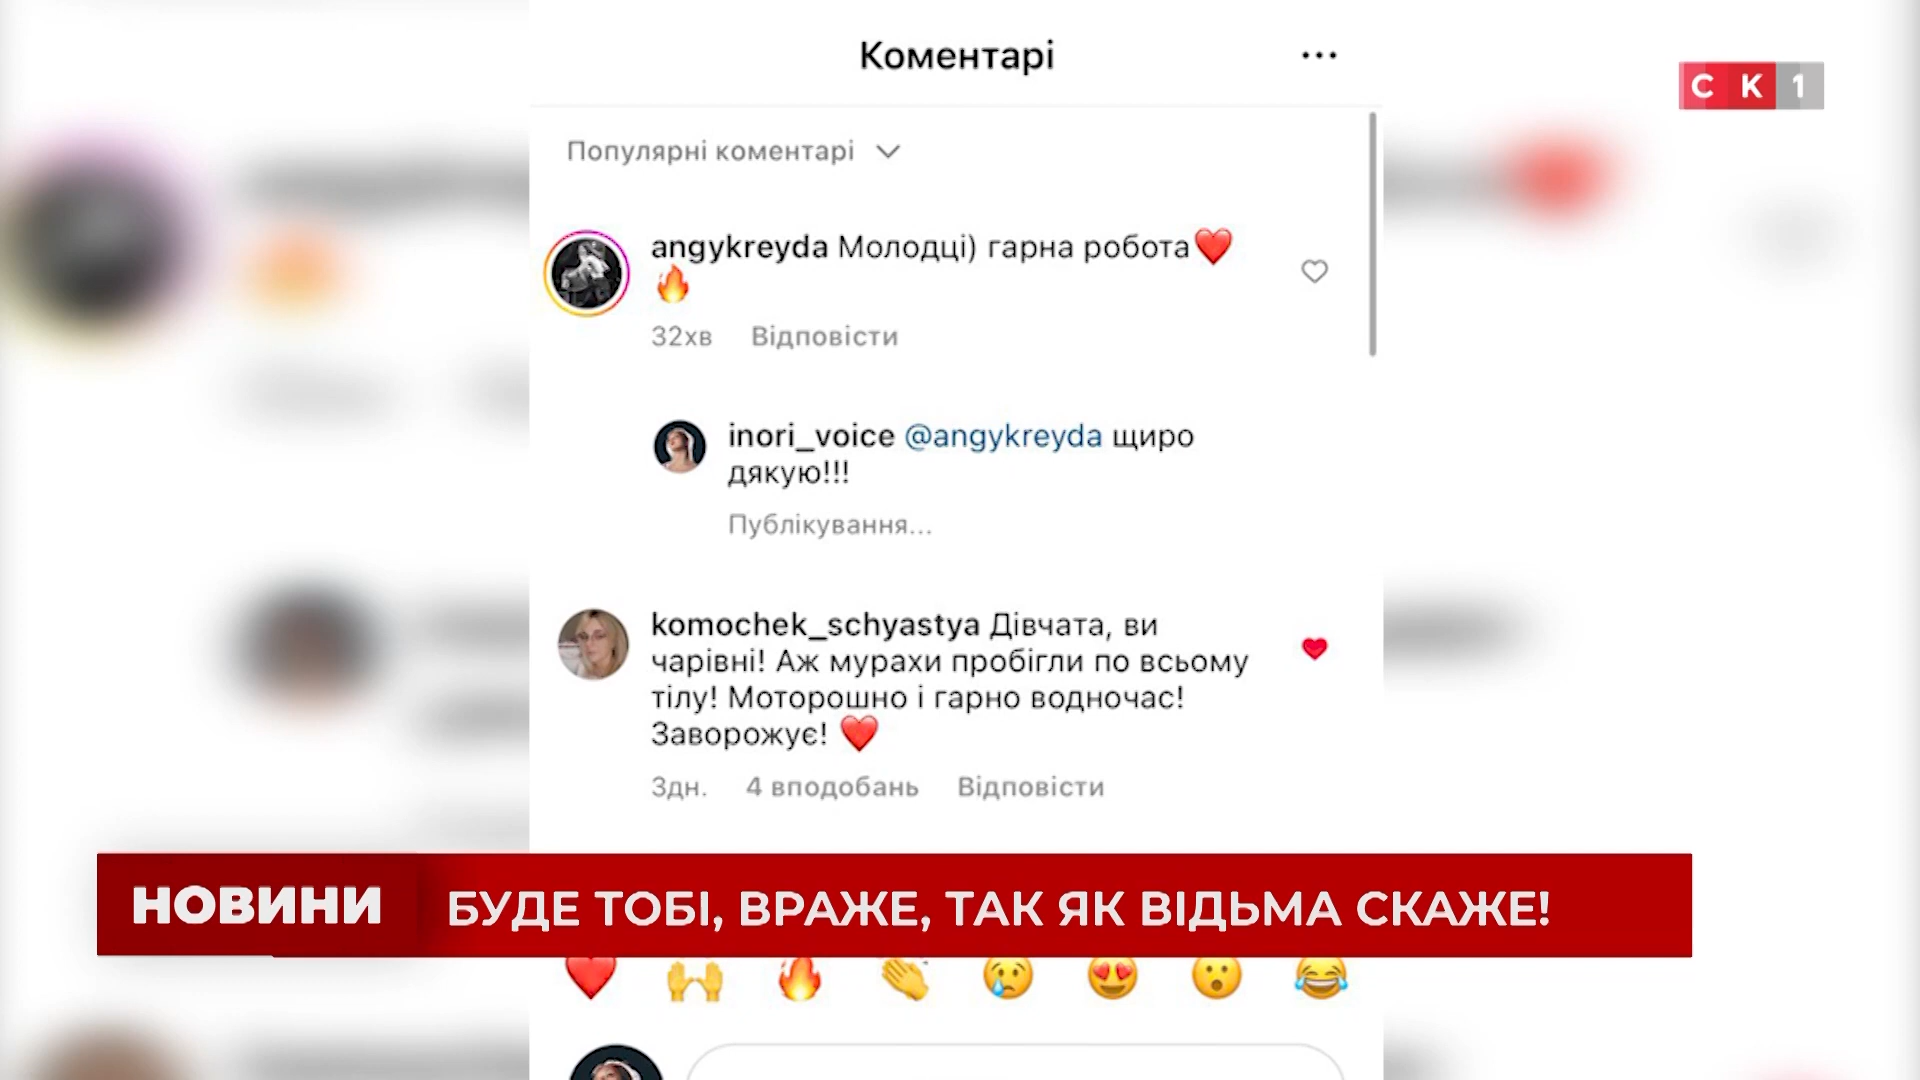 Коментарі
СК1
Популярні коментарі
angykreyda Молодці) гарна робота❤️
🔥
32хв Відповісти
inori_voice @angykreyda щиро
дякую!!!
Публікування...
komochek_schyastya Дівчата, ви
чарівні! Аж мурахи пробігли по всьому
тілу! Моторошно і гарно водночас!
Заворожує! ❤️
3дн. 4 вподобань Відповісти
НОВИНИ БУДЕ ТОБІ, ВРАЖЕ, ТАК ЯК ВІДЬМА СКАЖЕ!